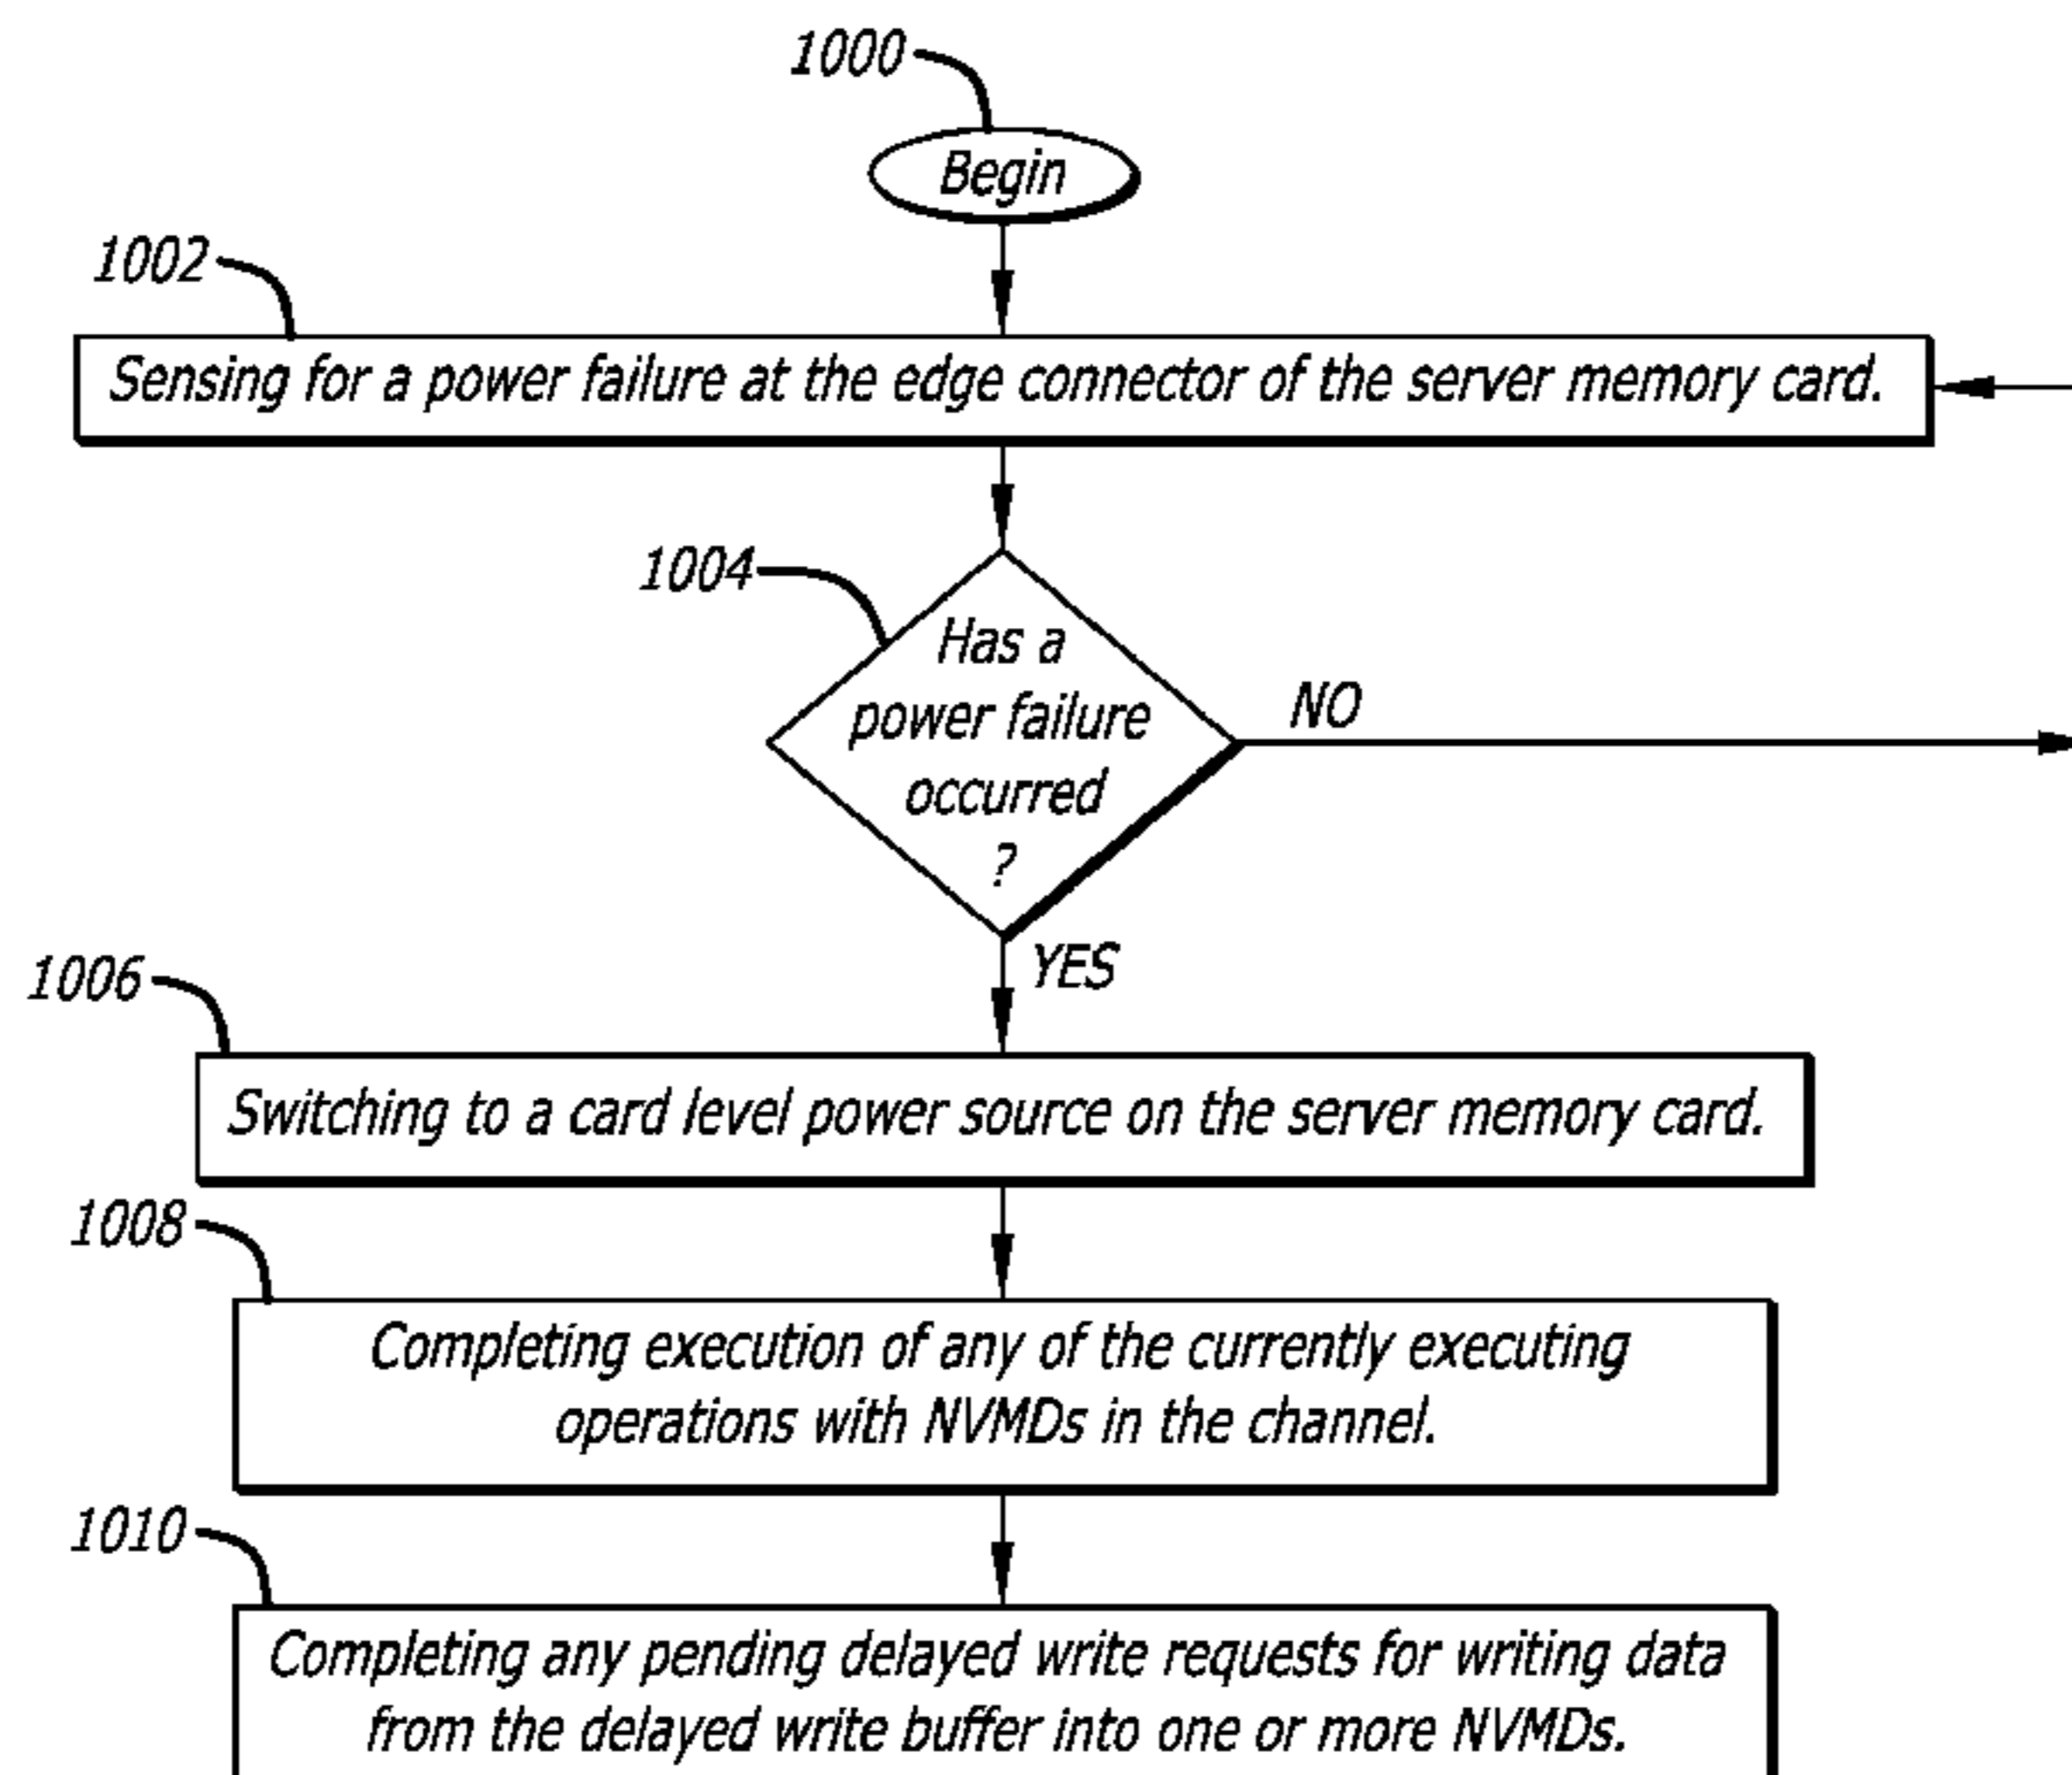 1000
Begin
1002
Sensing for a power failure at the edge connector of the server memory card.
1004
Has a
power failure
occurred
?
NO
YES
1006
Switching to a card level power source on the server memory card.
1008
Completing execution of any of the currently executing
operations with NVMDs in the channel.
1010
Completing any pending delayed write requests for writing data
from the delayed write buffer into one or more NVMDs.